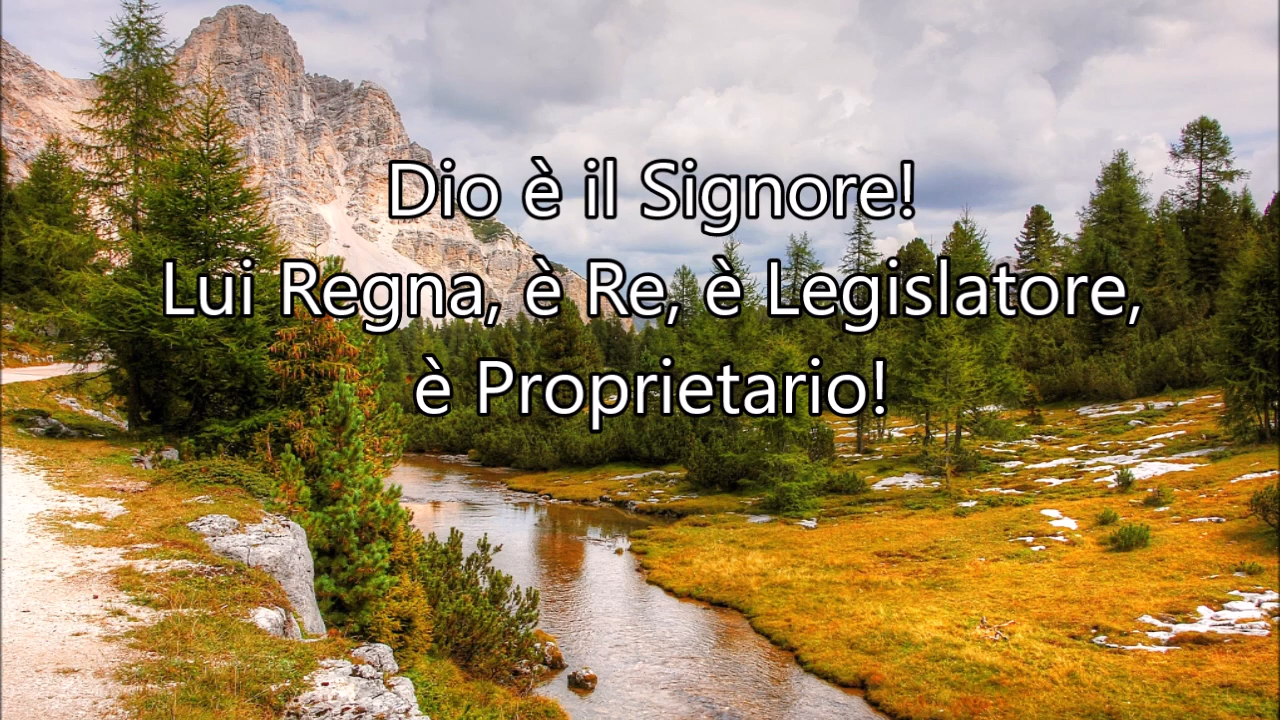 Dio è il Signore!
Lui Regna, è Re, è Legislatore,
è Proprietario!